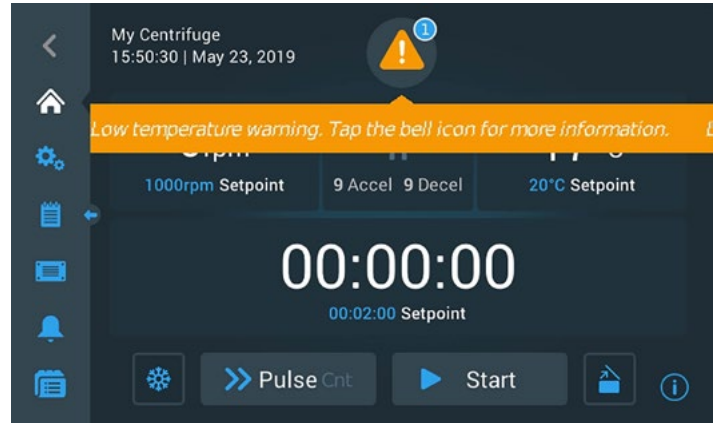 My Centrifuge
15:50:30 | May 23, 2019
1
Low temperature warning. Tap the bell icon for more information.
rpm
1000rpm Setpoint
9 Accel 9 Decel
20°C Setpoint
00:00:00
00:02:00 Setpoint
Pulse Cnt
Start